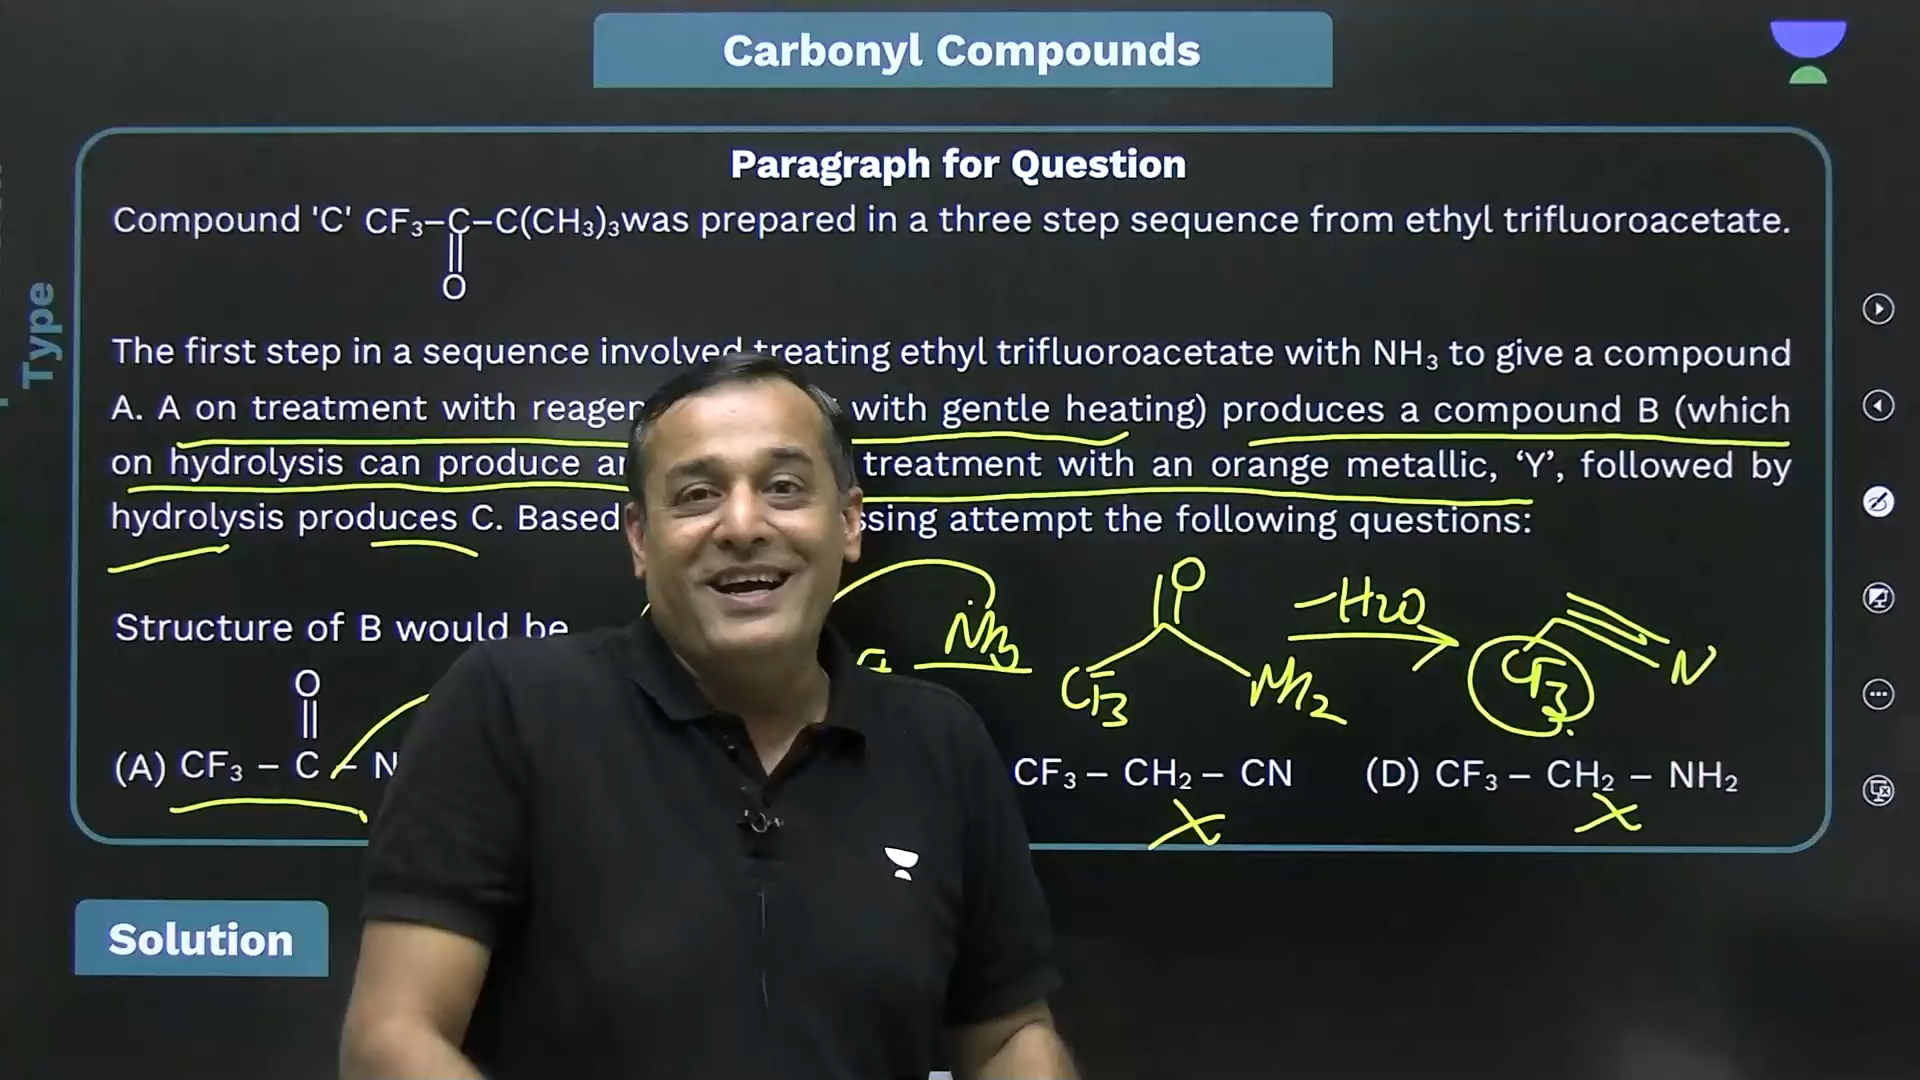 Carbonyl Compounds
Type
Paragraph for Question
Compound 'C' CF₃–C–C(CH₃)₃was prepared in a three step sequence from ethyl trifluoroacetate.
O
The first step in a sequence involved treating ethyl trifluoroacetate with NH₃ to give a compound
A. A on treatment with with gentle heating) produces a compound B (which
on hydrolysis can produce treatment with an orange metallic, ‘Y’, followed by
hydrolysis produces C. Based attempt the following questions:
O
NH₃
–H₂O
Structure of B would be
CF₃
NH₂
CF₃
N
O
(A) CF₃ – C – N
CF₃ – CH₂ – CN
(D) CF₃ – CH₂ – NH₂
Solution